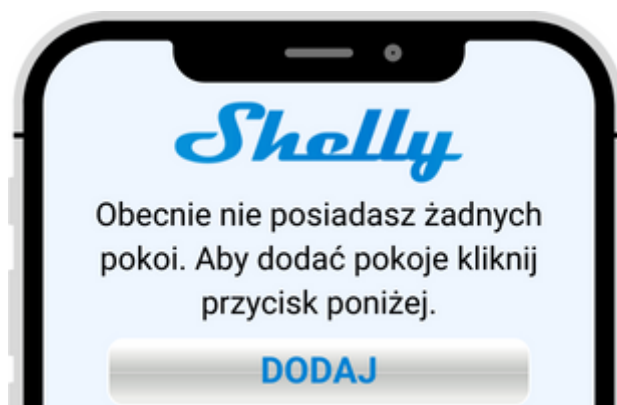 Shelly
Obecnie nie posiadasz żadnych
pokoi. Aby dodać pokoje kliknij
przycisk poniżej.
DODAJ